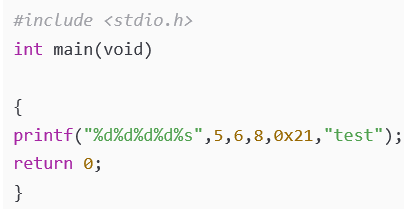 #include <stdio.h>
int main(void)
{
printf("%d%d%d%d%s",5,6,8,0x21,"test");
return 0;
}